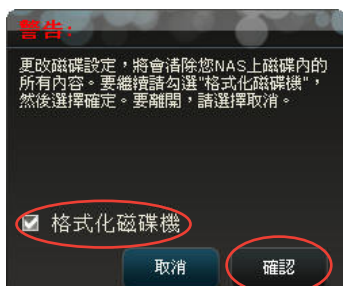 警告:
更改磁碟設定，將會清除您NAS上磁碟內的
所有內容。要繼續請勾選"格式化磁碟機"，
然後選擇確定。要離開，請選擇取消。
格式化磁碟機
取消
確認